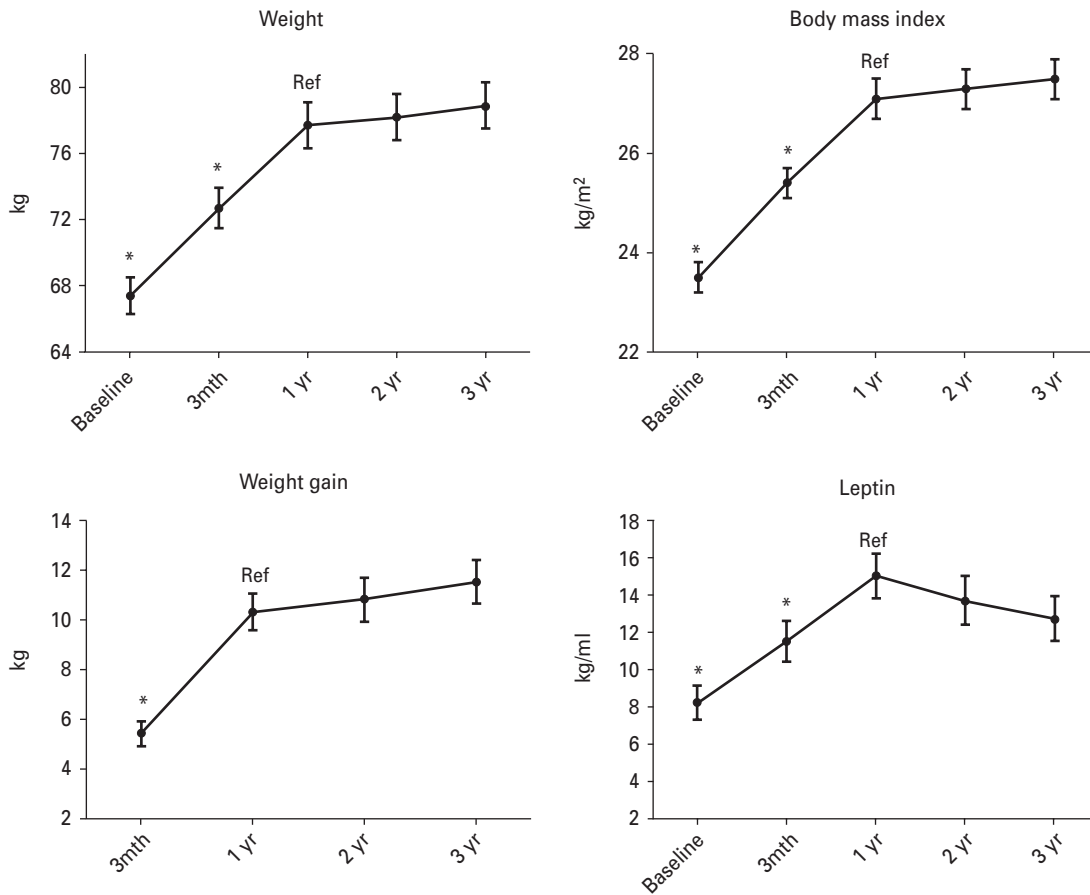 Weight
kg
80
76
72
68
64
*
*
Ref
Baseline
3mth
1 yr
2 yr
3 yr
Body mass index
kg/m²
28
26
24
22
*
*
Ref
Baseline
3mth
1 yr
2 yr
3 yr
Weight gain
kg
14
12
10
8
6
4
2
*
Ref
3mth
1 yr
2 yr
3 yr
Leptin
kg/ml
18
16
14
12
10
8
6
4
2
*
*
Ref
Baseline
3mth
1 yr
2 yr
3 yr